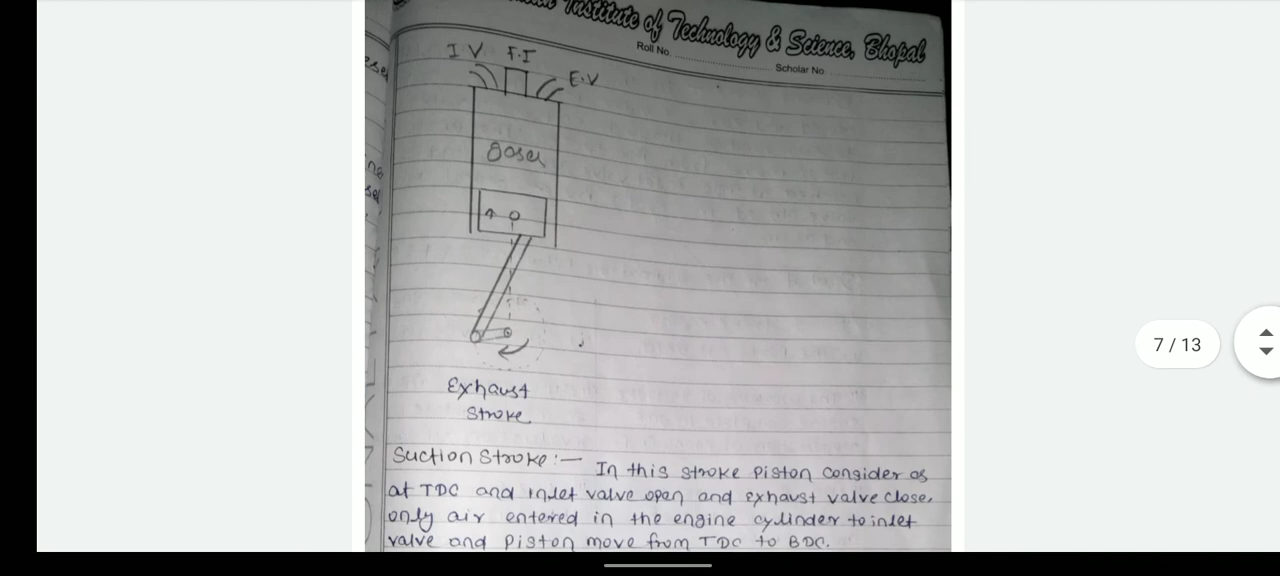 Institute of Technology & Science, Bhopal
Roll No.
Scholar No.
I V F.I E.V
7 / 13
Exhaust
Stroke
Suction Stroke:— In this stroke piston consider as
at TDC and inlet valve open and exhaust valve close,
only air entered in the engine cylinder to inlet
valve and piston move from TDC to BDC.